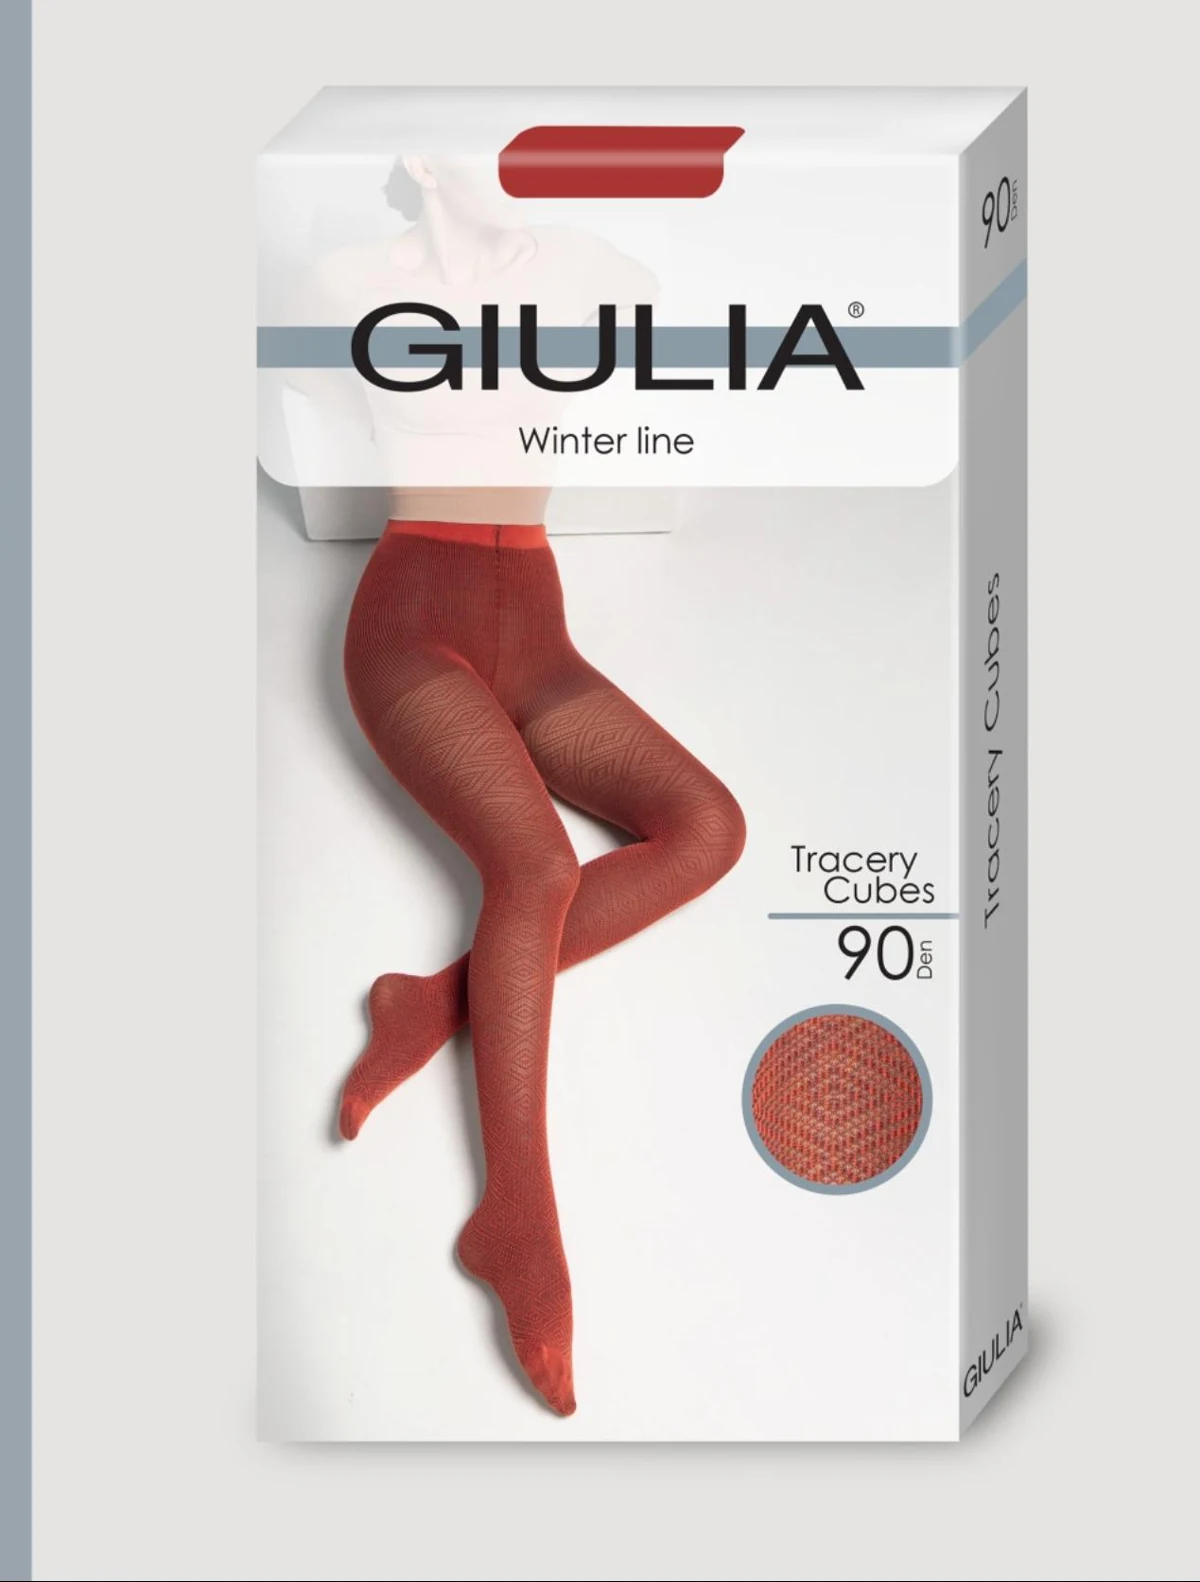 GIULIA®
Winter line
Tracery
Cubes
90 Den
90 Den
Tracery Cubes
GIULIA